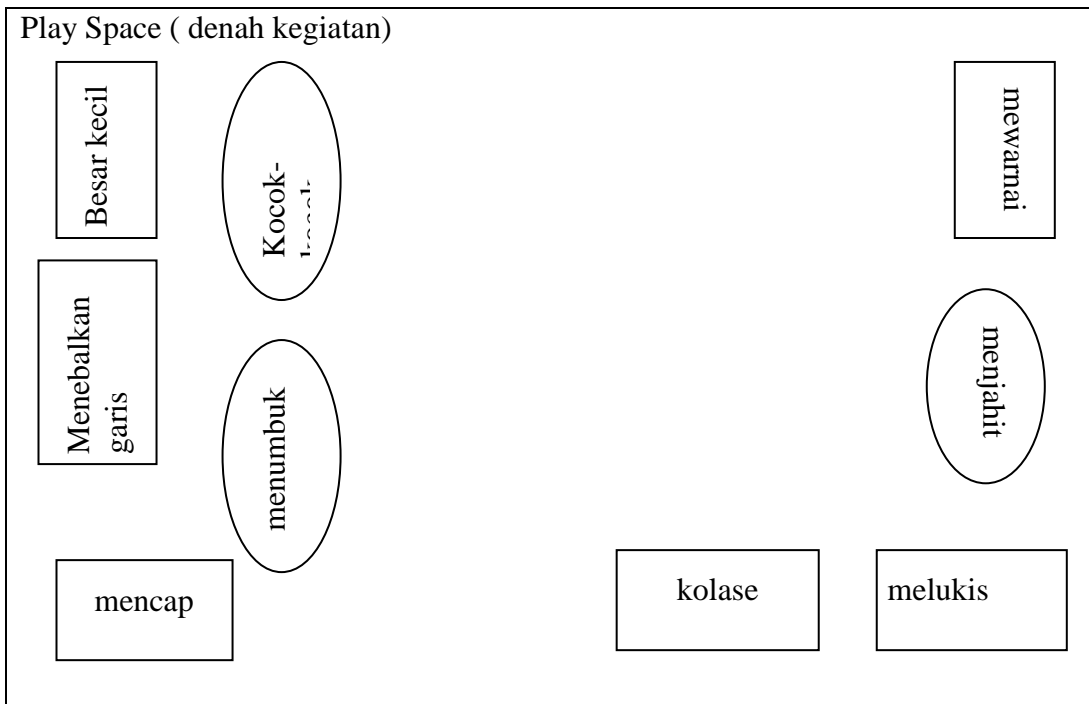 Play Space ( denah kegiatan)
Besar kecil
Kocok-
mewarnai
Menebalkan
garis
menumbuk
menjahit
mencap
kolase
melukis